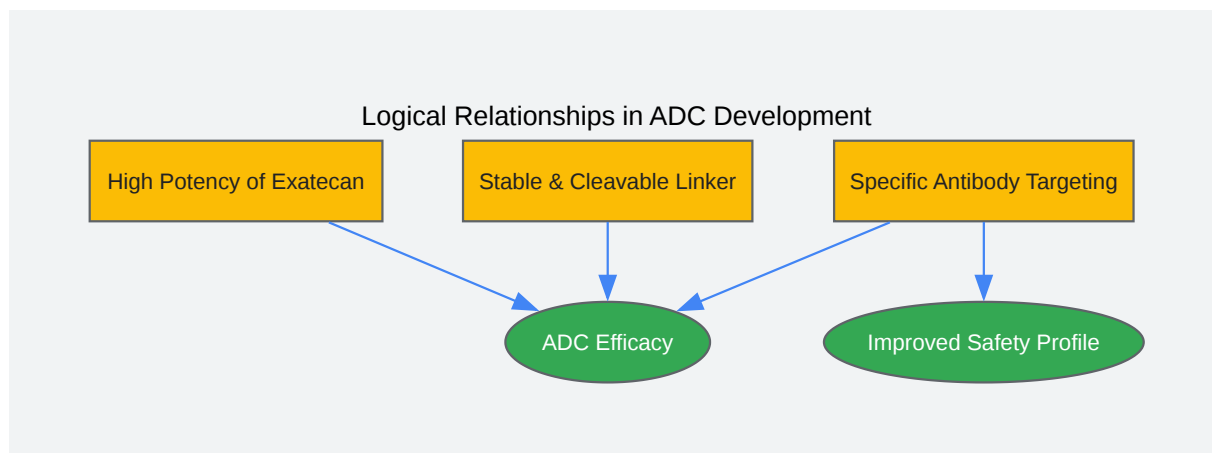 Logical Relationships in ADC Development
High Potency of Exatecan
Stable & Cleavable Linker
Specific Antibody Targeting
ADC Efficacy
Improved Safety Profile